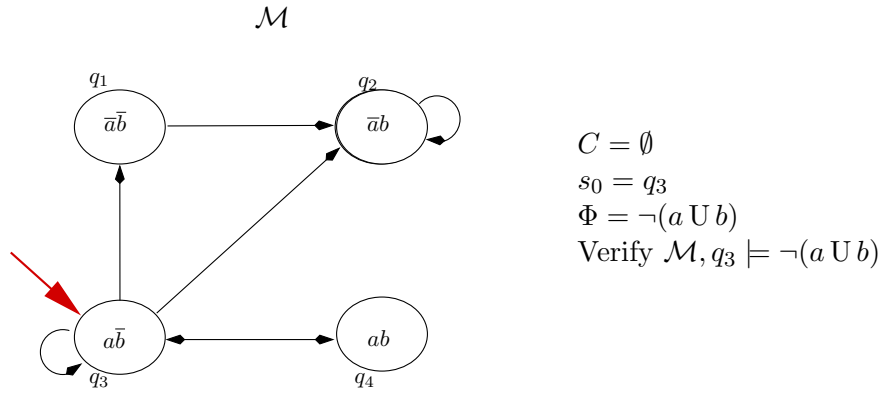 ℳ
q₁
q₂
a̅b̅
a̅b
C = ∅
s₀ = q₃
Φ = ¬(a U b)
Verify ℳ, q₃ ⊨ ¬(a U b)
ab̅
ab
q₃
q₄